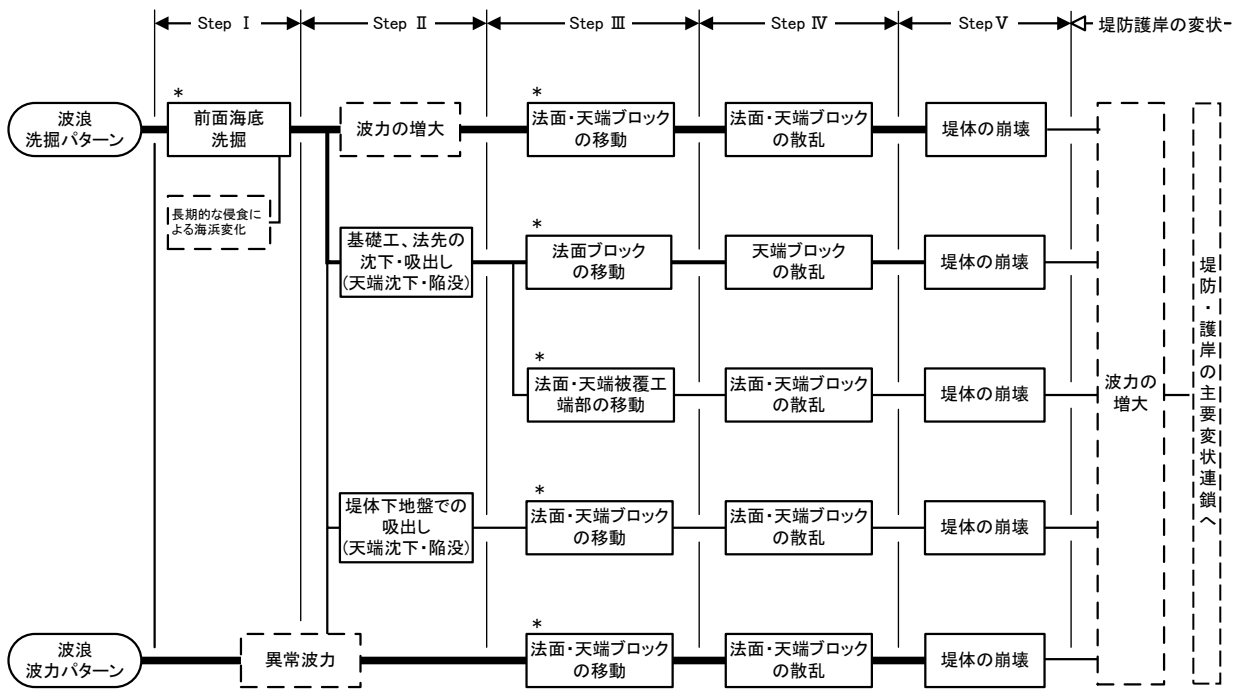 Step Ⅰ
Step Ⅱ
Step Ⅲ
Step Ⅳ
Step Ⅴ
堤防護岸の変状
波浪
洗掘パターン
*
前面海底
洗掘
波力の増大
*
法面・天端ブロック
の移動
法面・天端ブロック
の散乱
堤体の崩壊
長期的な侵食に
よる海浜変化
基礎工、法先の
沈下・吸出し
(天端沈下・陥没)
*
法面ブロック
の移動
天端ブロック
の散乱
堤体の崩壊
*
法面・天端被覆工
端部の移動
法面・天端ブロック
の散乱
堤体の崩壊
堤体下地盤での
吸出し
(天端沈下・陥没)
*
法面・天端ブロック
の移動
法面・天端ブロック
の散乱
堤体の崩壊
波浪
波力パターン
異常波力
*
法面・天端ブロック
の移動
法面・天端ブロック
の散乱
堤体の崩壊
波力の
増大
堤防・護岸の主要変状連鎖へ